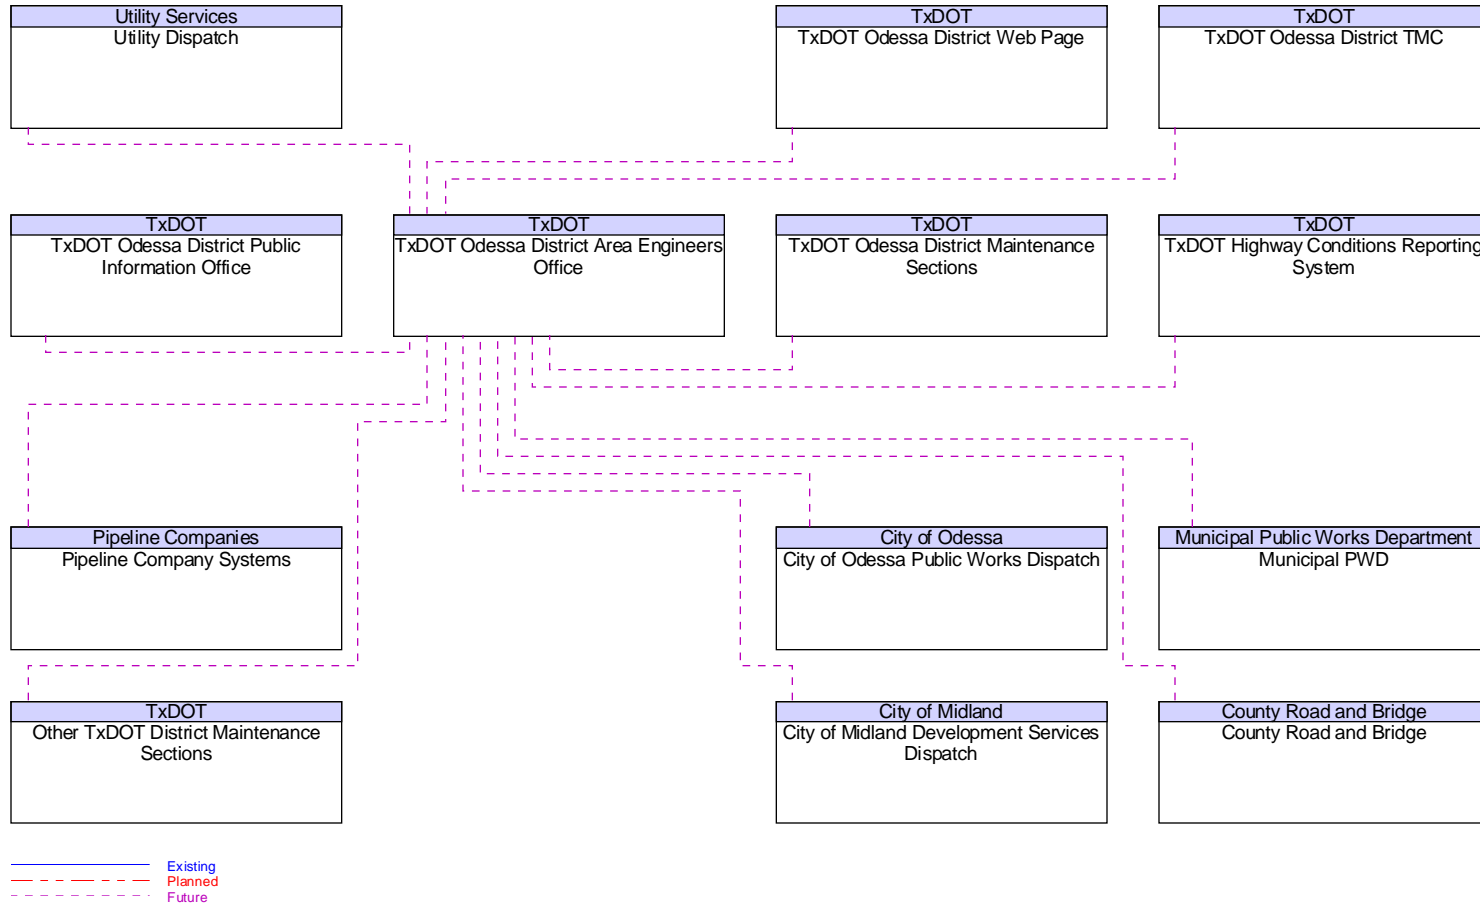 Utility Services
Utility Dispatch
TxDOT
TxDOT Odessa District Web Page
TxDOT
TxDOT Odessa District TMC
TxDOT
TxDOT Odessa District Public
Information Office
TxDOT
TxDOT Odessa District Area Engineers
Office
TxDOT
TxDOT Odessa District Maintenance
Sections
TxDOT
TxDOT Highway Conditions Reporting
System
Pipeline Companies
Pipeline Company Systems
City of Odessa
City of Odessa Public Works Dispatch
Municipal Public Works Department
Municipal PWD
TxDOT
Other TxDOT District Maintenance
Sections
City of Midland
City of Midland Development Services
Dispatch
County Road and Bridge
County Road and Bridge
Existing
Planned
Future